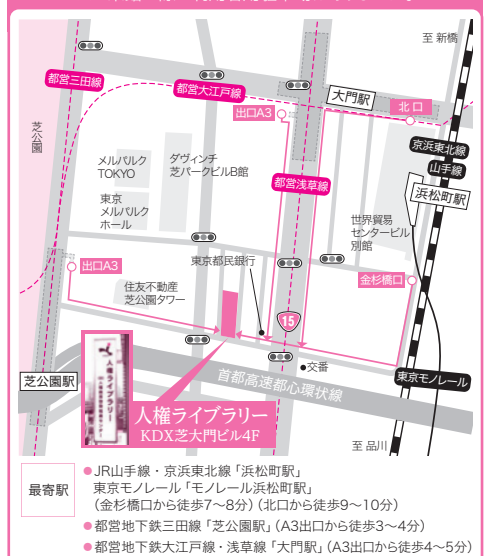 至 新橋
都営三田線
都営大江戸線
大門駅
北 口
出口A3
芝公園
京浜東北線
山手線
メルパルク
TOKYO
ダヴィンチ
芝パークビルB館
都営浅草線
浜松町駅
東京
メルパルク
ホール
世界貿易
センタービル
別館
東京都民銀行
出口A3
金杉橋口
住友不動産
芝公園タワー
15
交番
芝公園駅
首都高速都心環状線
東京モノレール
人権ライブラリー
人権ライブラリー
KDX芝大門ビル4F
至 品川
最寄駅
●JR山手線・京浜東北線「浜松町駅」
東京モノレール「モノレール浜松町駅」
(金杉橋口から徒歩7〜8分)(北口から徒歩9〜10分)
●都営地下鉄三田線「芝公園駅」(A3出口から徒歩3〜4分)
●都営地下鉄大江戸線・浅草線「大門駅」(A3出口から徒歩4〜5分)